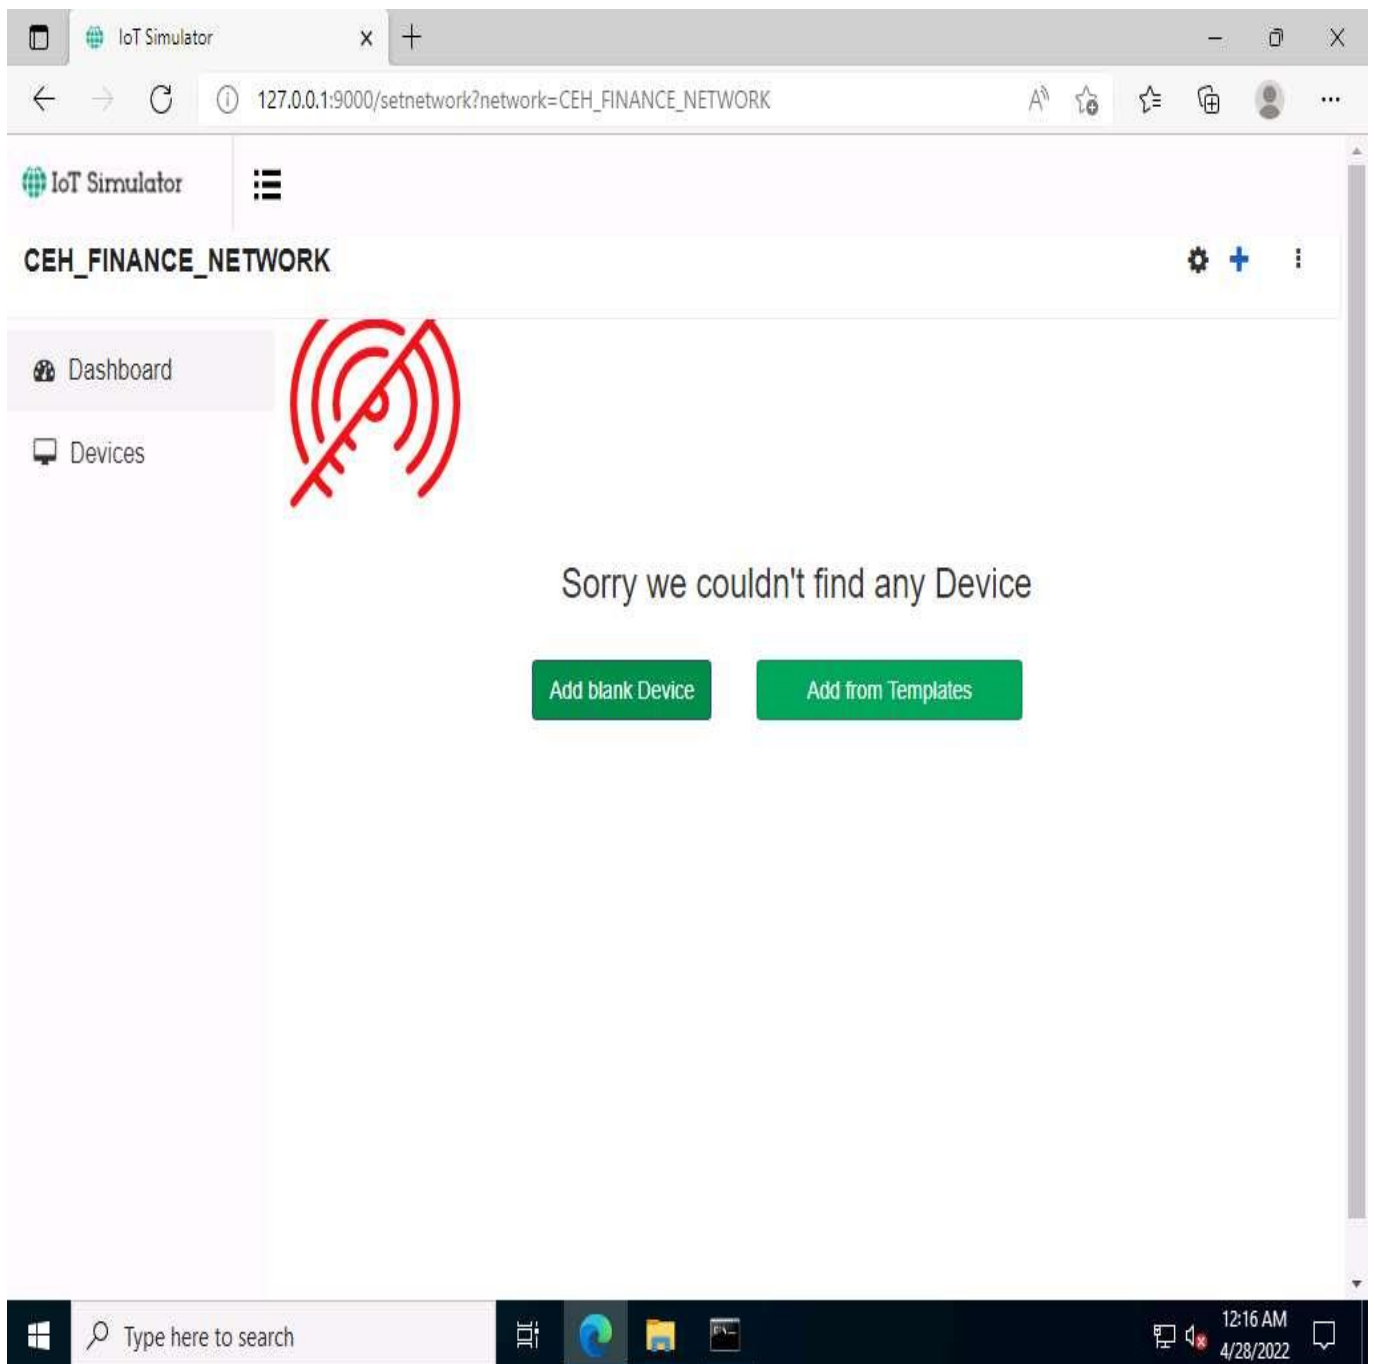 IoT Simulator
127.0.0.1:9000/setnetwork?network=CEH_FINANCE_NETWORK
IoT Simulator
CEH_FINANCE_NETWORK
Dashboard
Devices
Sorry we couldn't find any Device
Add blank Device
Add from Templates
Type here to search
12:16 AM
4/28/2022